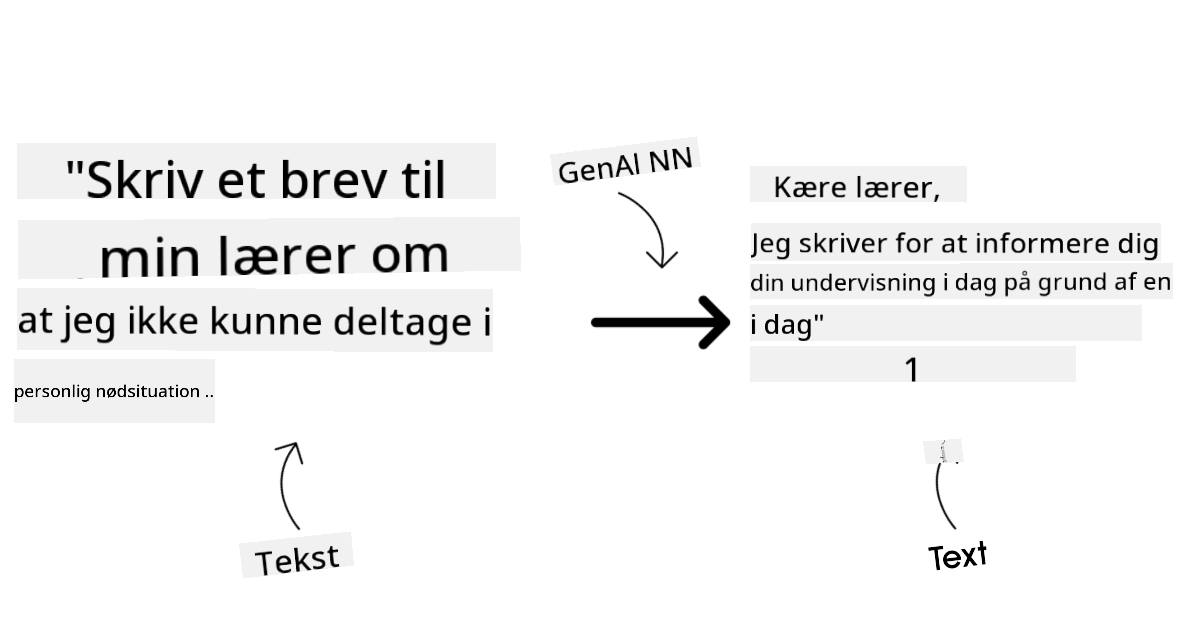 "Skriv et brev til
min lærer om
at jeg ikke kunne deltage i
personlig nødsituation ..
Tekst
GenAI NN
Kære lærer,
Jeg skriver for at informere dig
din undervisning i dag på grund af en
i dag"
1
Text